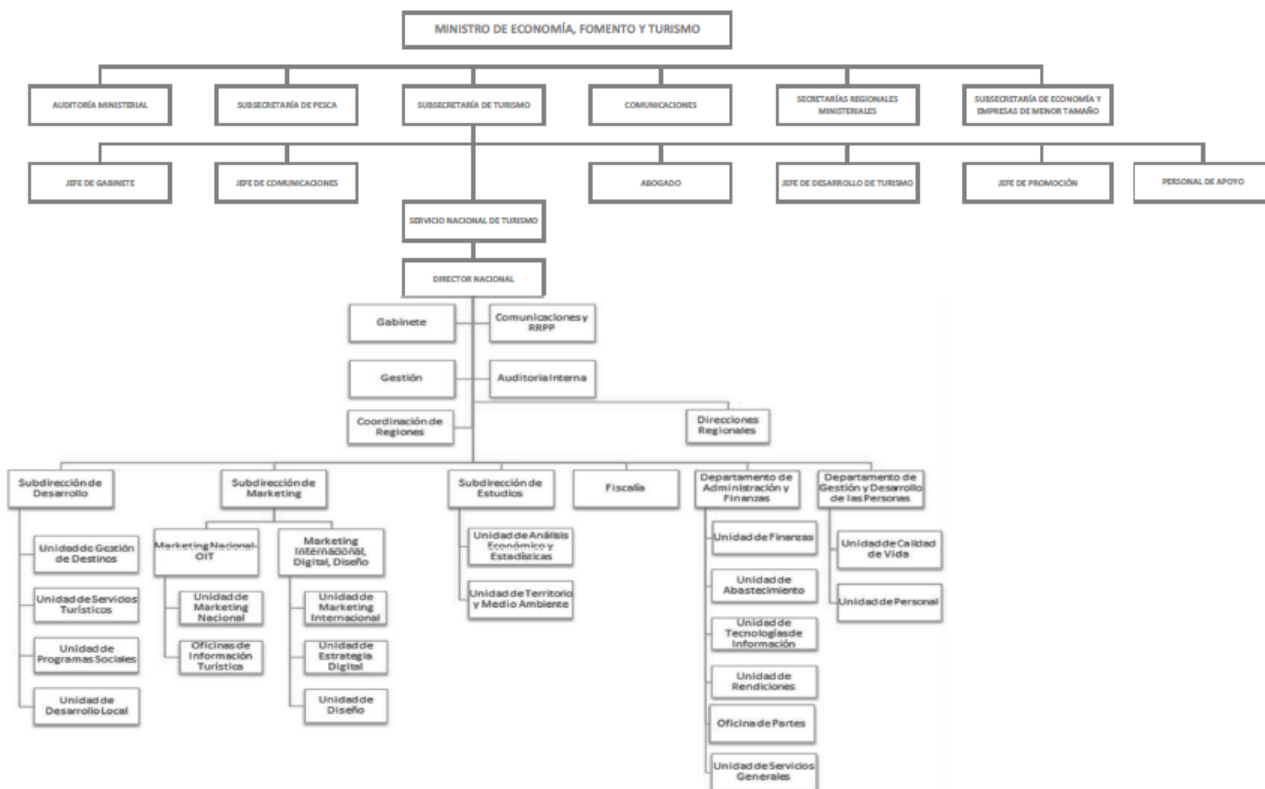 MINISTRO DE ECONOMÍA, FOMENTO Y TURISMO
AUDITORÍA MINISTERIAL
SUBSECRETARÍA DE PESCA
SUBSECRETARÍA DE TURISMO
COMUNICACIONES
SECRETARÍAS REGIONALES
MINISTERIALES
SUBSECRETARÍA DE ECONOMÍA Y
EMPRESAS DE MENOR TAMAÑO
JEFE DE GABINETE
JEFE DE COMUNICACIONES
ABOGADO
JEFE DE DESARROLLO DE TURISMO
JEFE DE PROMOCIÓN
PERSONAL DE APOYO
SERVICIO NACIONAL DE TURISMO
DIRECTOR NACIONAL
Gabinete
Comunicaciones y
RRPP
Gestión
Auditoria Interna
Coordinación de
Regiones
Direcciones
Regionales
Subdirección de
Desarrollo
Subdirección de
Marketing
Subdirección de
Estudios
Fiscalía
Departamento de
Administración y
Finanzas
Departamento de
Gestión y Desarrollo
de las Personas
Unidad de Gestión
de Destinos
Unidad de Servicios
Turísticos
Unidad de
Programas Sociales
Unidad de
Desarrollo Local
Marketing Nacional-
OIT
Unidad de
Marketing
Nacional
Oficinas de
Información
Turística
Marketing
Internacional,
Digital, Diseño
Unidad de
Marketing
Internacional
Unidad de
Estrategia
Digital
Unidad de
Diseño
Unidad de Análisis
Económico y
Estadísticas
Unidad de Territorio
y Medio Ambiente
Unidad de Finanzas
Unidad de
Abastecimiento
Unidad de
Tecnologías de
Información
Unidad de
Rendiciones
Oficina de Partes
Unidad de Servicios
Generales
Unidad de Calidad
de Vida
Unidad de Personal